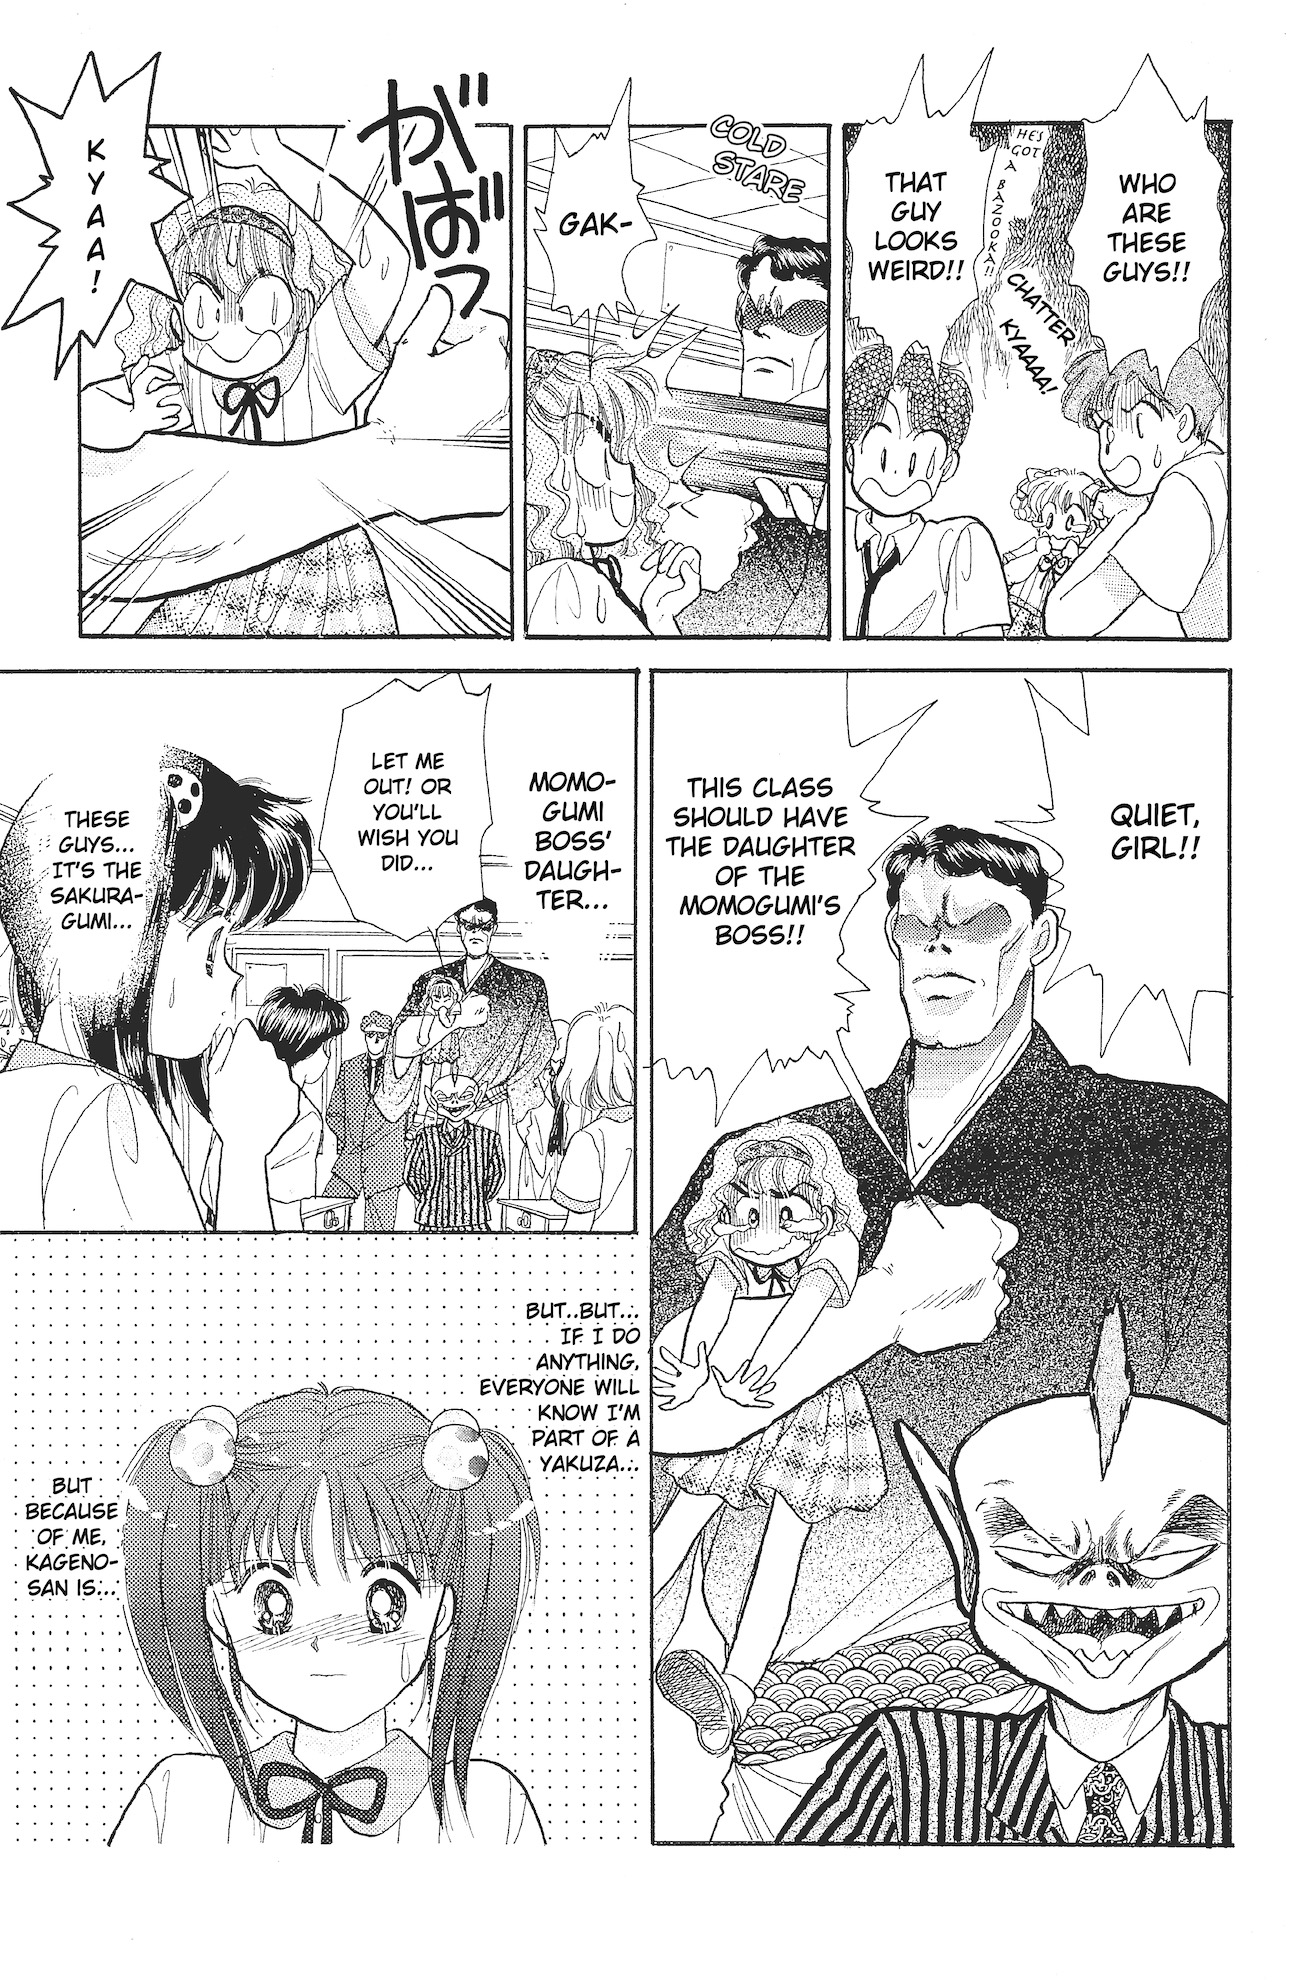 WHO
ARE
THESE
GUYS!!
HE'S
GOT
A
BAZOOKA!!
THAT
GUY
LOOKS
WEIRD!!
CHATTER
KYAAAA!
COLD
STARE
GAK-
がばっ
KYAA!
QUIET,
GIRL!!
THIS CLASS
SHOULD HAVE
THE DAUGHTER
OF THE
MOMOGUMI'S
BOSS!!
MOMO-
GUMI
BOSS'
DAUGH-
TER...
LET ME
OUT! OR
YOU'LL
WISH YOU
DID...
THESE
GUYS...
IT'S THE
SAKURA-
GUMI...
BUT..BUT...
IF I DO
ANYTHING,
EVERYONE WILL
KNOW I'M
PART OF A
YAKUZA...
BUT
BECAUSE
OF ME,
KAGENO-
SAN IS...